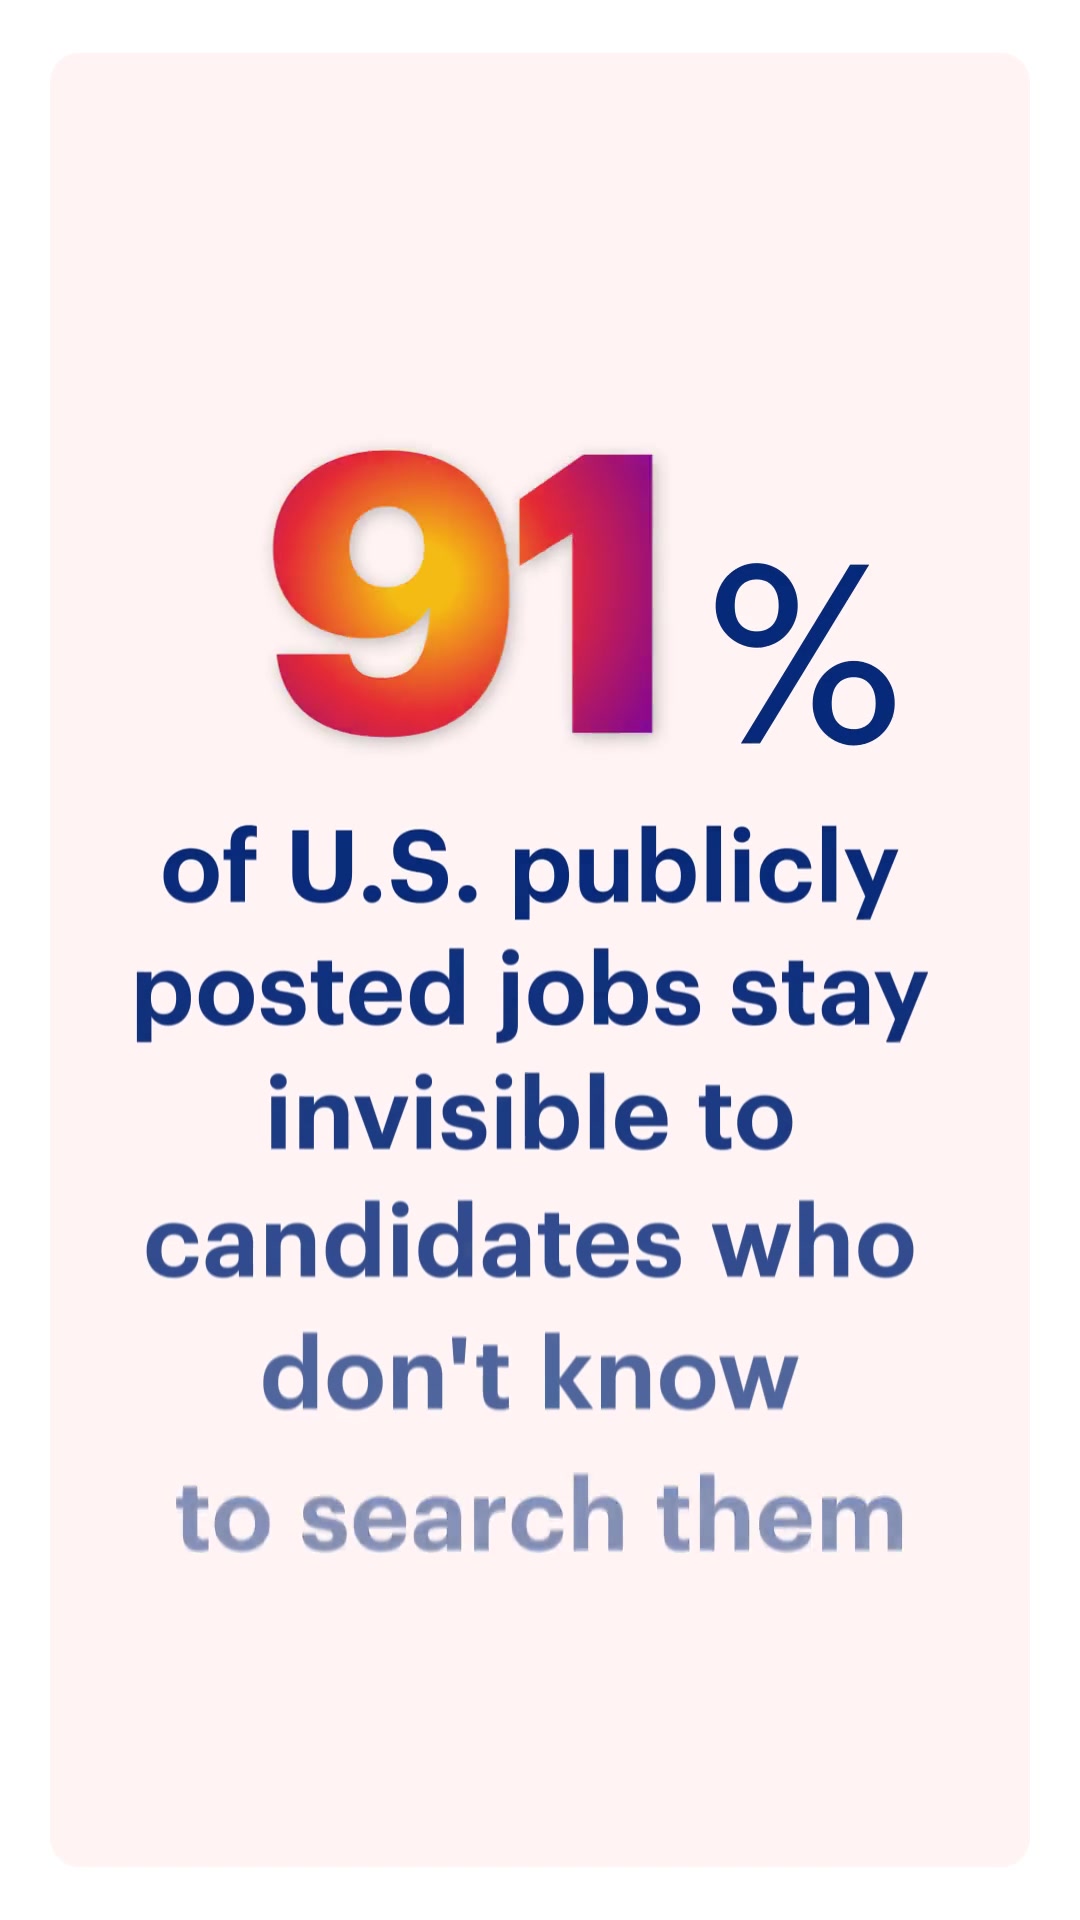 91%
of U.S. publicly
posted jobs stay
invisible to
candidates who
don't know
to search them